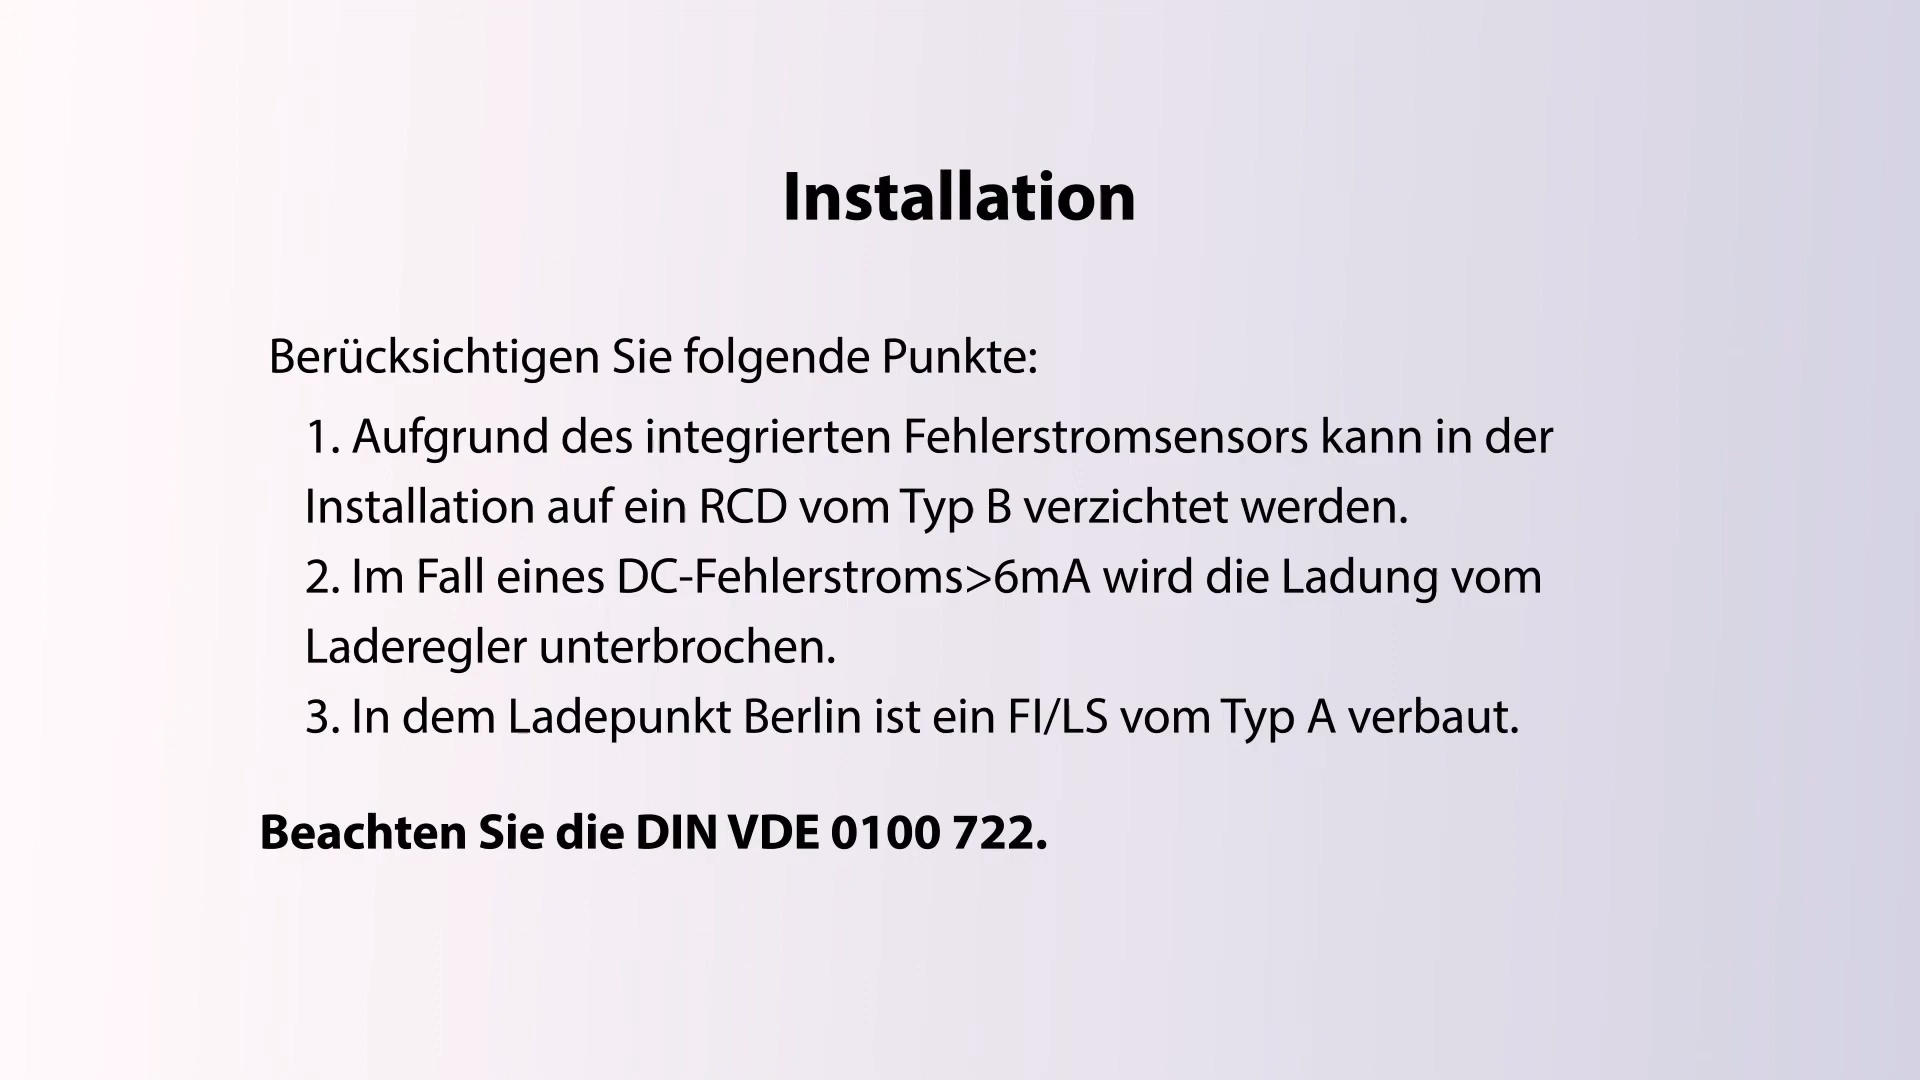 Installation
Berücksichtigen Sie folgende Punkte:
1. Aufgrund des integrierten Fehlerstromsensors kann in der
Installation auf ein RCD vom Typ B verzichtet werden.
2. Im Fall eines DC-Fehlerstroms>6mA wird die Ladung vom
Laderegler unterbrochen.
3. In dem Ladepunkt Berlin ist ein FI/LS vom Typ A verbaut.
Beachten Sie die DIN VDE 0100 722.